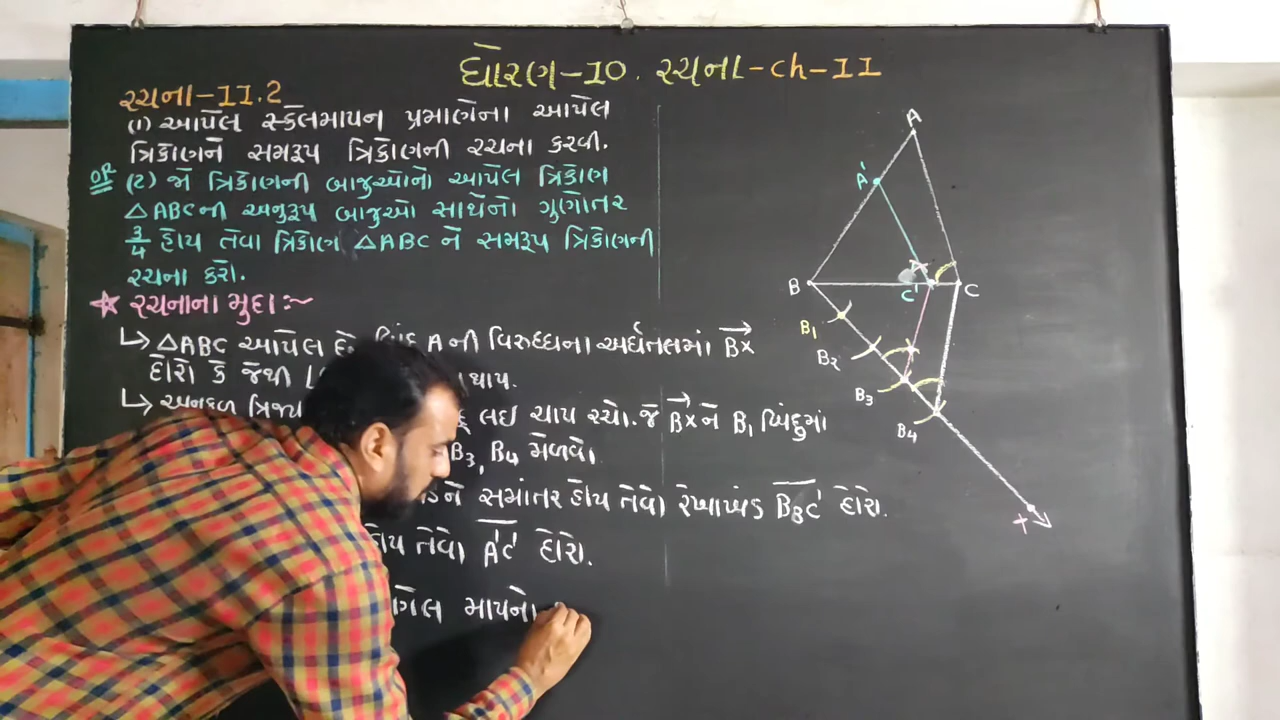 ધોરણ-10. રચના-ch-11
રચના-11.2
(1) આપેલ સ્કેલમાપન પ્રમાણેના આપેલ
ત્રિકોણને સમરૂપ ત્રિકોણની રચના કરવી.
OR (2) જે ત્રિકોણની બાજુઓનો આપેલ ત્રિકોણ
△ABCની અનુરૂપ બાજુઓ સાથેનો ગુણોતર
3/4 હોય તેવા ત્રિકોણ △ABC ને સમરૂપ ત્રિકોણની
રચના કરો.
★ રચનાના મુદા :~
↳ △ABC આપેલ છે. A ની વિરુધ્ધના અર્ધતલમાં BX
દોરો કે જેથી થાય.
↳ અનુકુળ ત્રિજ્યા લઇ ચાપ રચો. જે BX ને B1 બિંદુમાં
B3, B4 મેળવો.
સમાંતર હોય તેવો રેખાખંડ B3C' દોરો.
તેવો A'C' દોરો.
માપનો
A
A'
B
C'
C
B1
B2
B3
B4
X